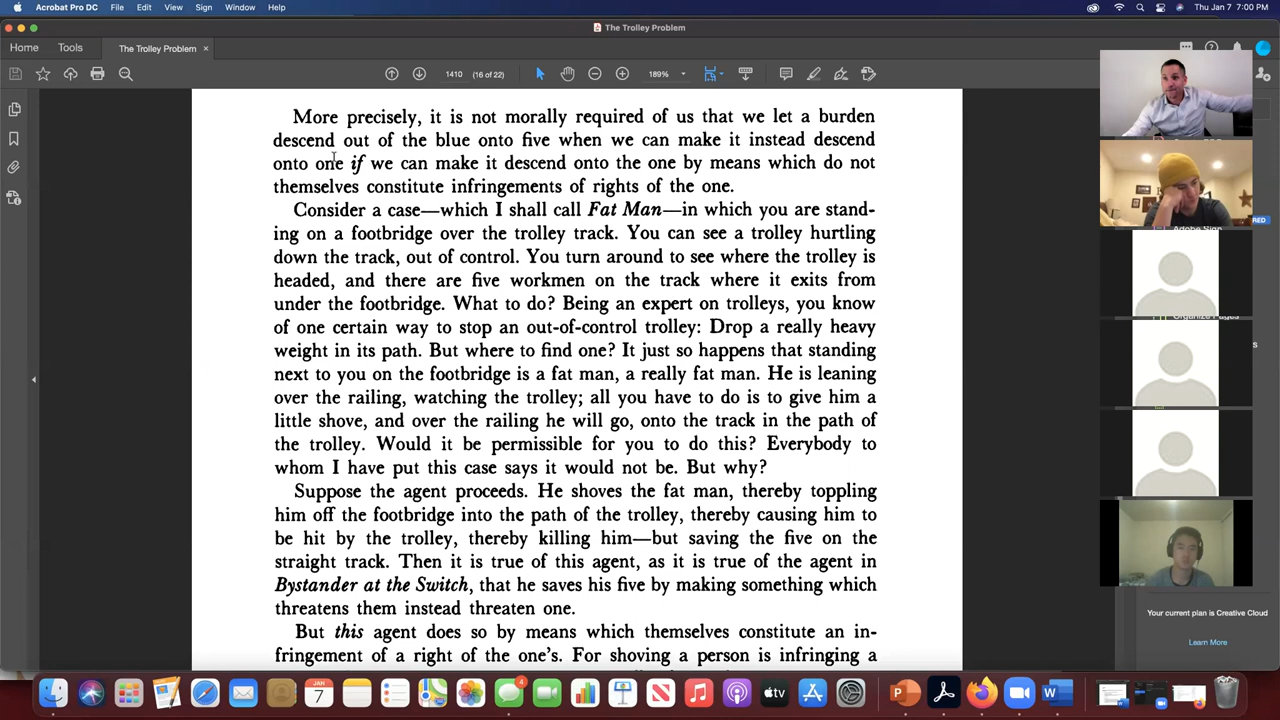 Acrobat Pro DC File Edit View Sign Window Help
Thu Jan 7 7:00 PM
The Trolley Problem
Home Tools The Trolley Problem ×
1410 (16 of 22) 189%
More precisely, it is not morally required of us that we let a burden
descend out of the blue onto five when we can make it instead descend
onto one if we can make it descend onto the one by means which do not
themselves constitute infringements of rights of the one.
Consider a case—which I shall call Fat Man—in which you are stand-
ing on a footbridge over the trolley track. You can see a trolley hurtling
down the track, out of control. You turn around to see where the trolley is
headed, and there are five workmen on the track where it exits from
under the footbridge. What to do? Being an expert on trolleys, you know
of one certain way to stop an out-of-control trolley: Drop a really heavy
weight in its path. But where to find one? It just so happens that standing
next to you on the footbridge is a fat man, a really fat man. He is leaning
over the railing, watching the trolley; all you have to do is to give him a
little shove, and over the railing he will go, onto the track in the path of
the trolley. Would it be permissible for you to do this? Everybody to
whom I have put this case says it would not be. But why?
Suppose the agent proceeds. He shoves the fat man, thereby toppling
him off the footbridge into the path of the trolley, thereby causing him to
be hit by the trolley, thereby killing him—but saving the five on the
straight track. Then it is true of this agent, as it is true of the agent in
Bystander at the Switch, that he saves his five by making something which
threatens them instead threaten one.
But this agent does so by means which themselves constitute an in-
fringement of a right of the one's. For shoving a person is infringing a
RED
Your current plan is Creative Cloud
Learn More
JAN
7
4
tv